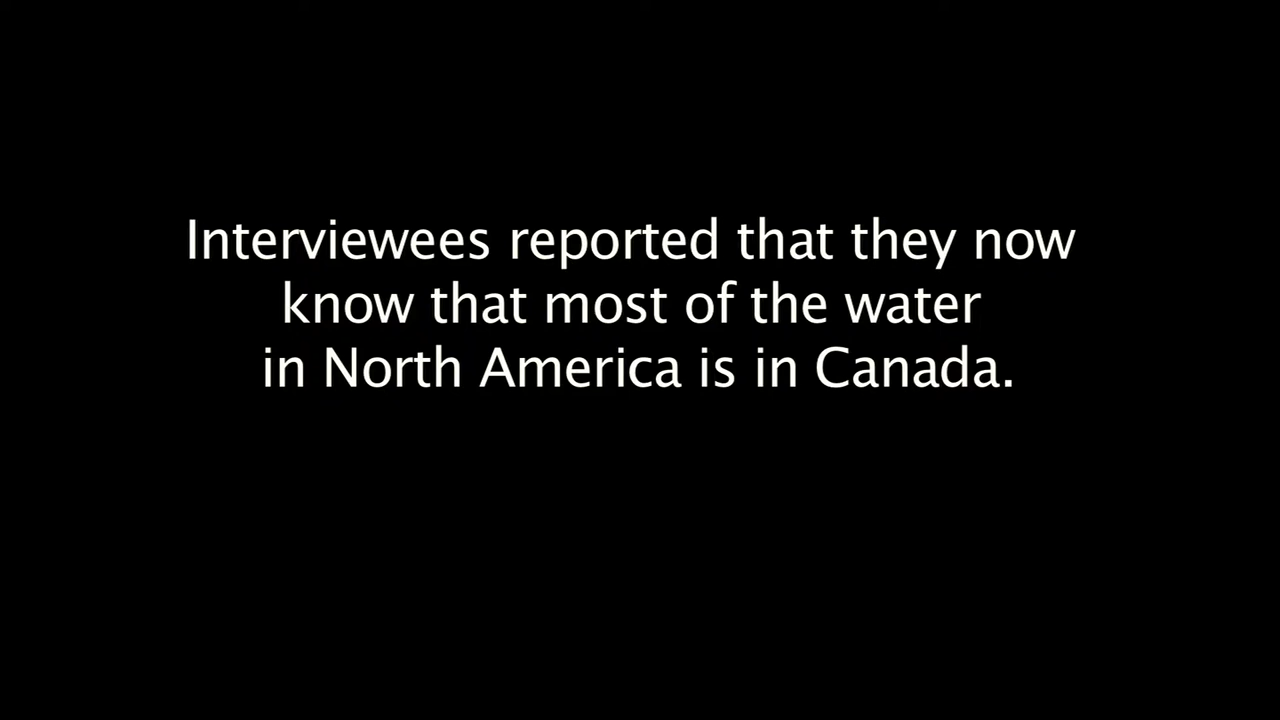 Interviewees reported that they now
know that most of the water
in North America is in Canada.